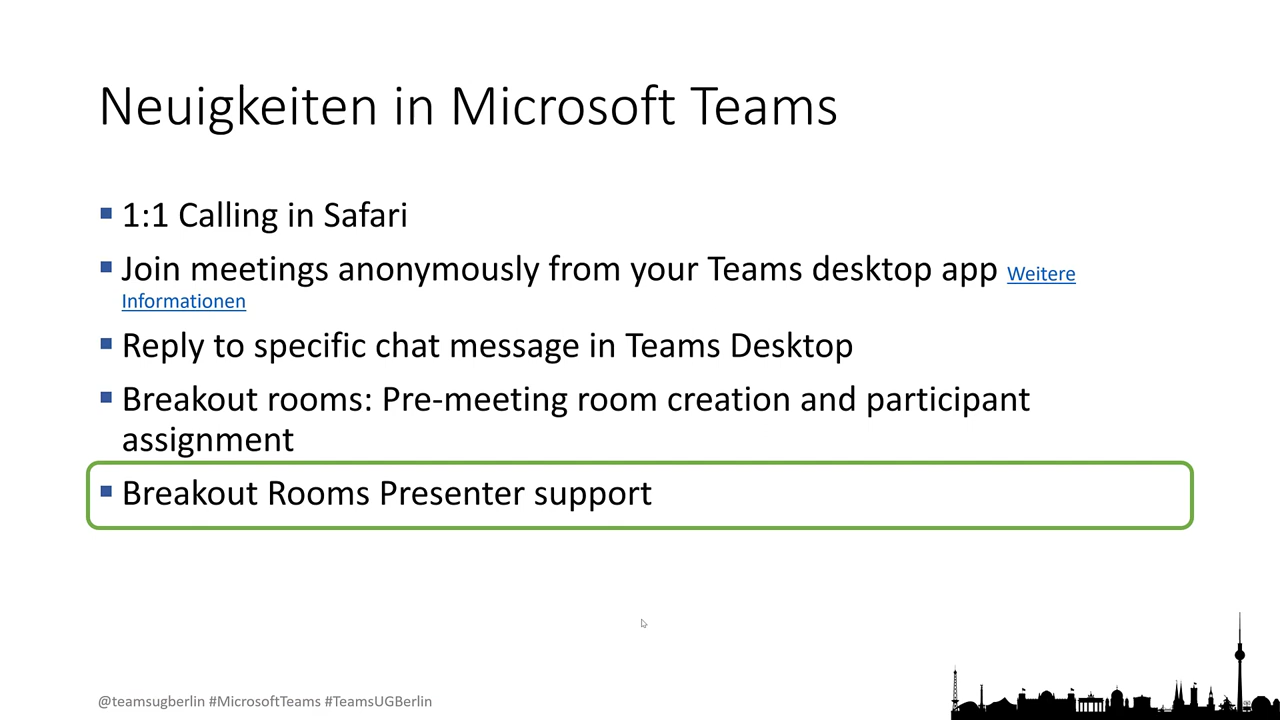 Neuigkeiten in Microsoft Teams
1:1 Calling in Safari
Join meetings anonymously from your Teams desktop app Weitere
Informationen
Reply to specific chat message in Teams Desktop
Breakout rooms: Pre-meeting room creation and participant
assignment
Breakout Rooms Presenter support
@teamsugberlin #MicrosoftTeams #TeamsUGBerlin